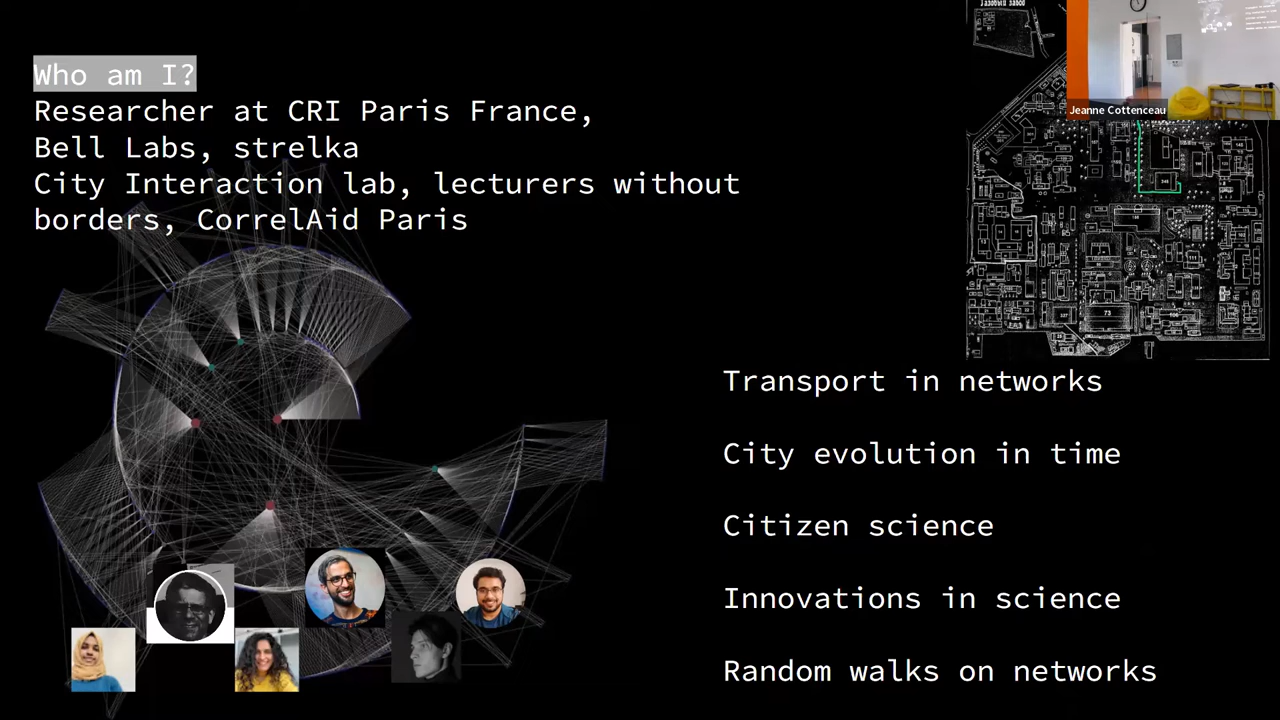 Who am I?
Researcher at CRI Paris France,
Bell Labs, strelka
City Interaction lab, lecturers without
borders, CorrelAid Paris
Jeanne Cottenceau
73
Transport in networks
City evolution in time
Citizen science
Innovations in science
Random walks on networks